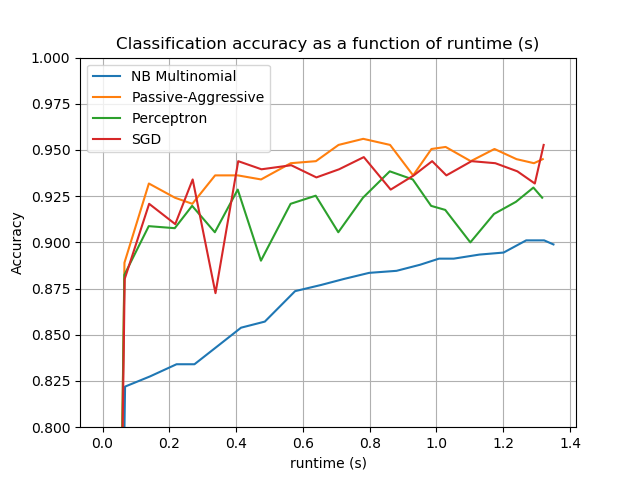 Classification accuracy as a function of runtime (s)
NB Multinomial
Passive-Aggressive
Perceptron
SGD
Accuracy
1.000
0.975
0.950
0.925
0.900
0.875
0.850
0.825
0.800
0.0 0.2 0.4 0.6 0.8 1.0 1.2 1.4
runtime (s)